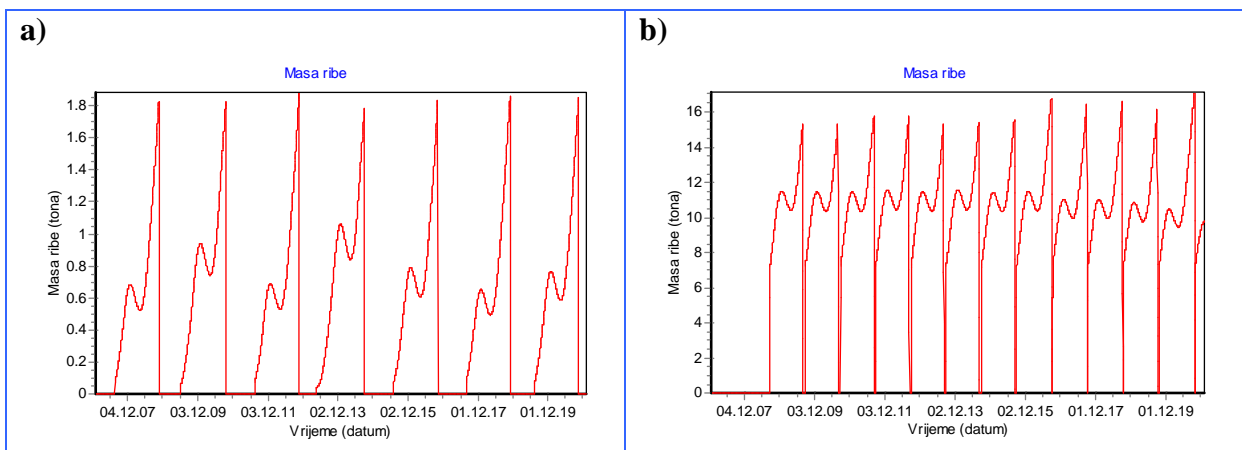 a)
Masa ribe
Masa ribe (tona)
1.8
1.6
1.4
1.2
1
0.8
0.6
0.4
0.2
0
04.12.07 03.12.09 03.12.11 02.12.13 02.12.15 01.12.17 01.12.19
Vrijeme (datum)
b)
Masa ribe
Masa ribe (tona)
16
14
12
10
8
6
4
2
0
04.12.07 03.12.09 03.12.11 02.12.13 02.12.15 01.12.17 01.12.19
Vrijeme (datum)